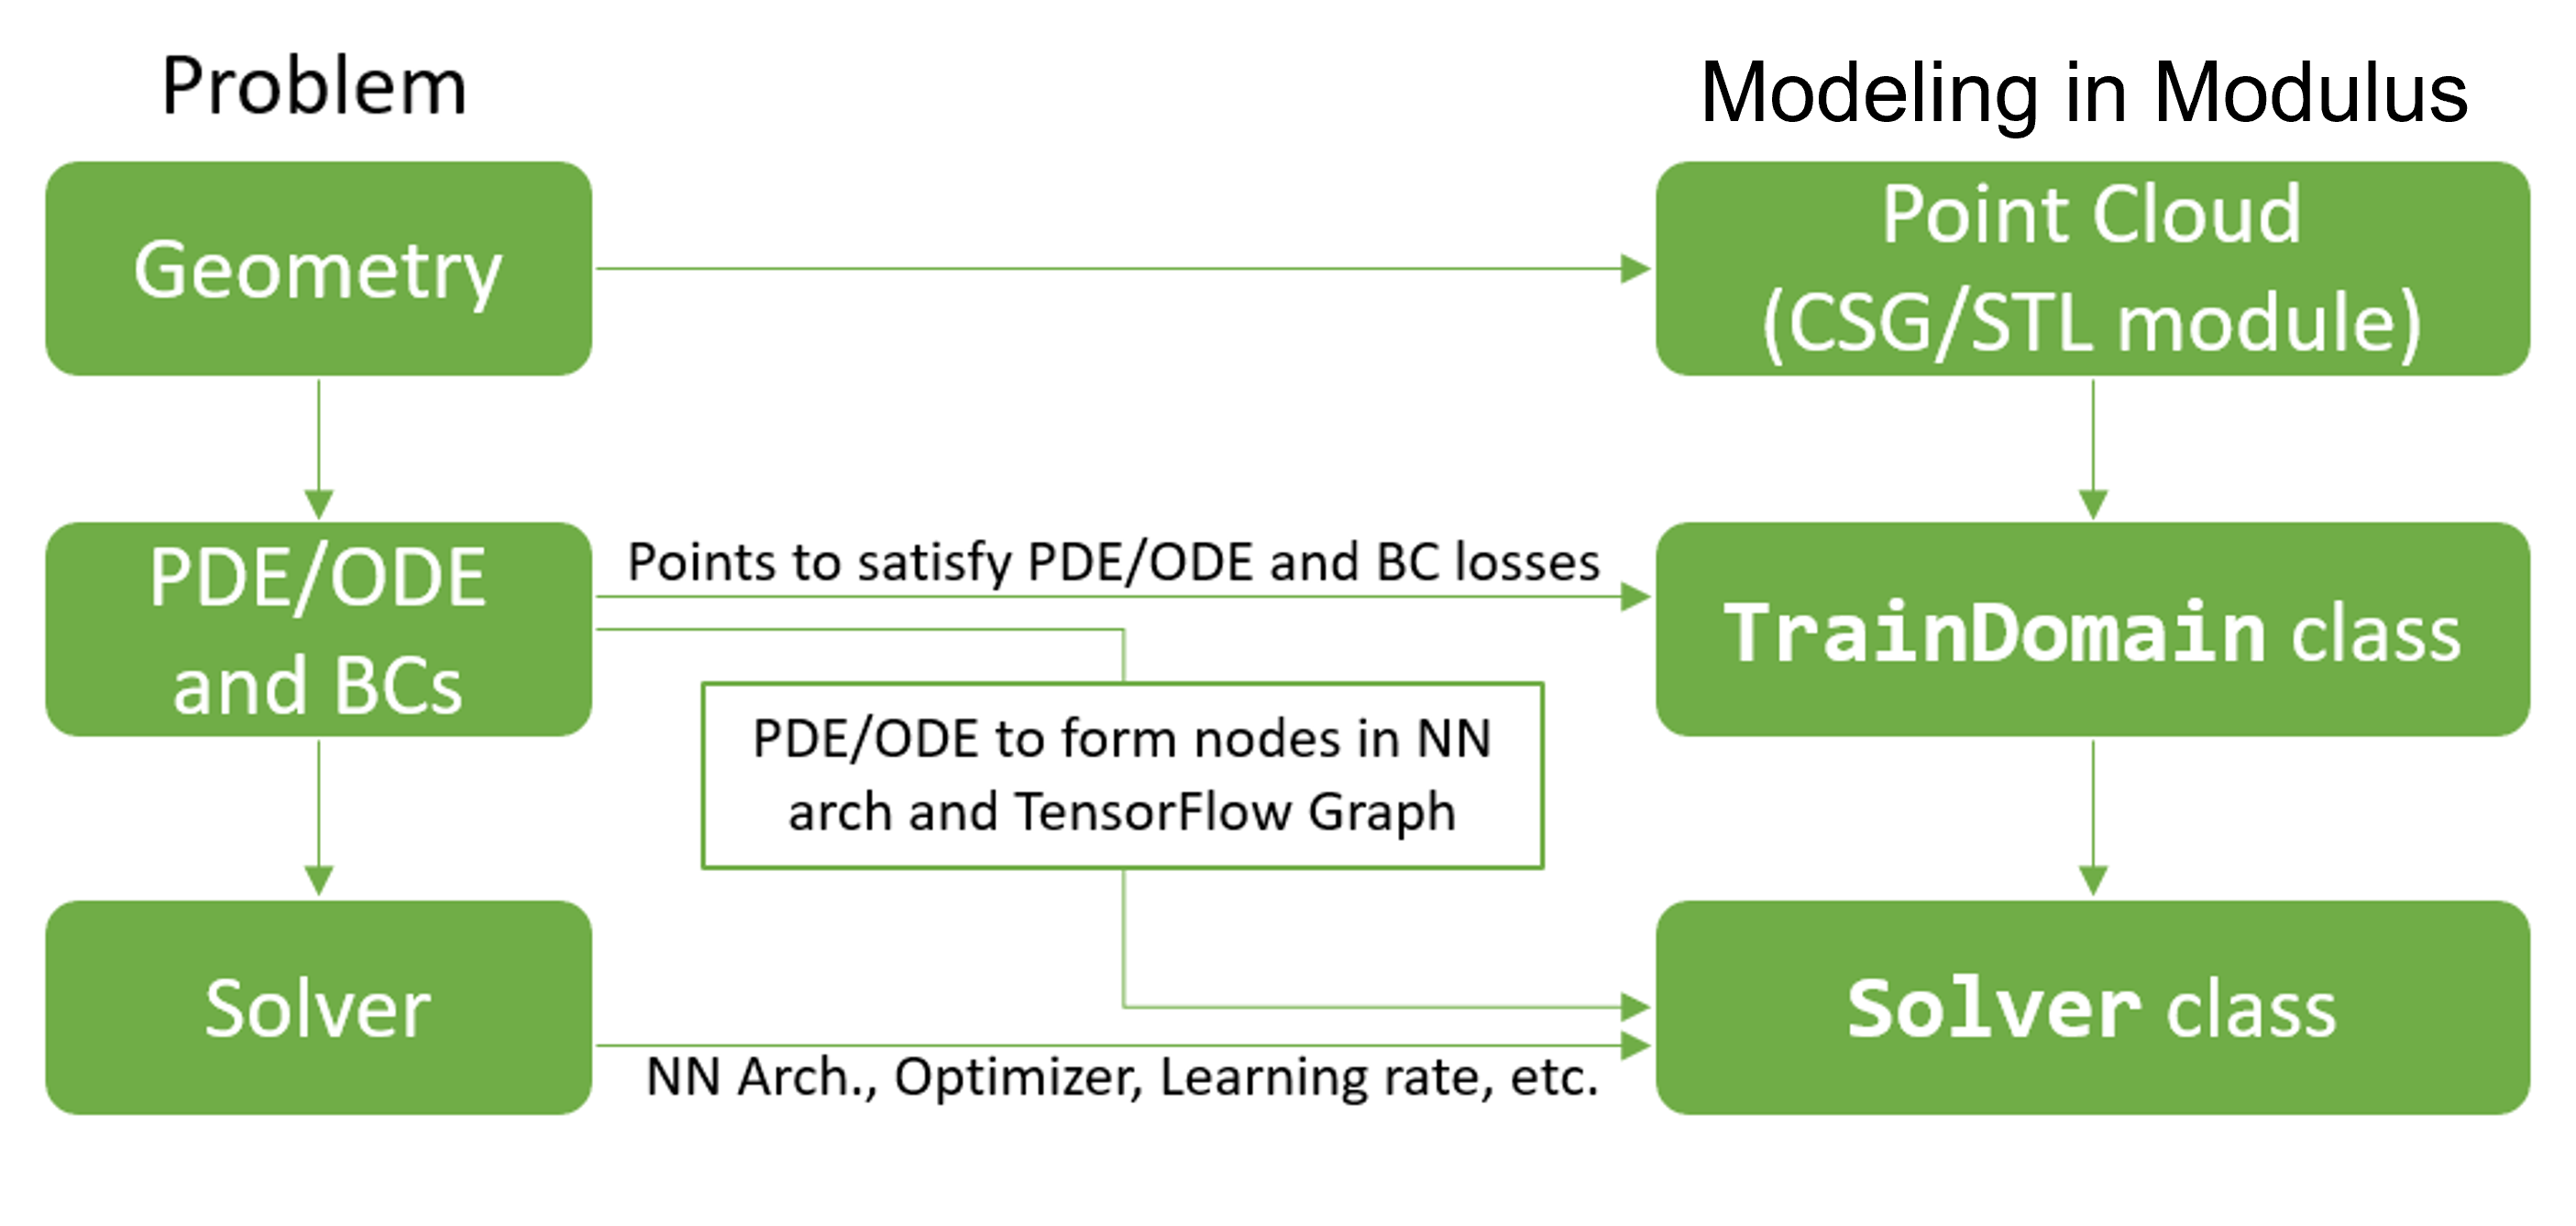 Problem
Modeling in Modulus
Geometry
Point Cloud
(CSG/STL module)
PDE/ODE
and BCs
Points to satisfy PDE/ODE and BC losses
TrainDomain class
PDE/ODE to form nodes in NN
arch and TensorFlow Graph
Solver
NN Arch., Optimizer, Learning rate, etc.
Solver class